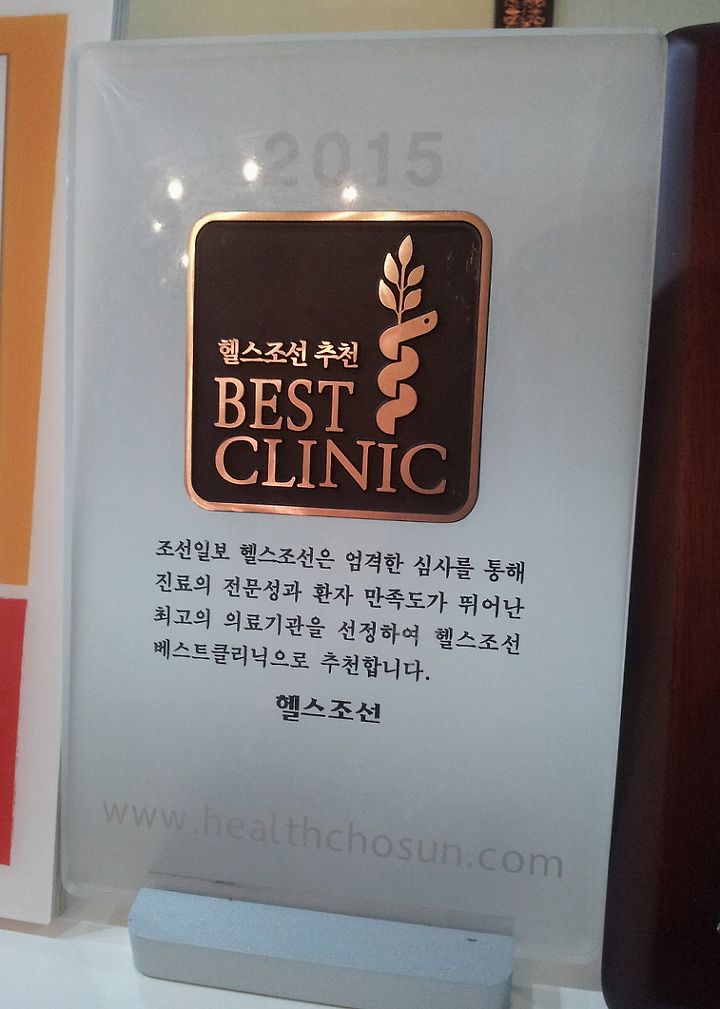 2015
헬스조선 추천
BEST
CLINIC
조선일보 헬스조선은 엄격한 심사를 통해
진료의 전문성과 환자 만족도가 뛰어난
최고의 의료기관을 선정하여 헬스조선
베스트클리닉으로 추천합니다.
헬스조선
www.healthchosun.com